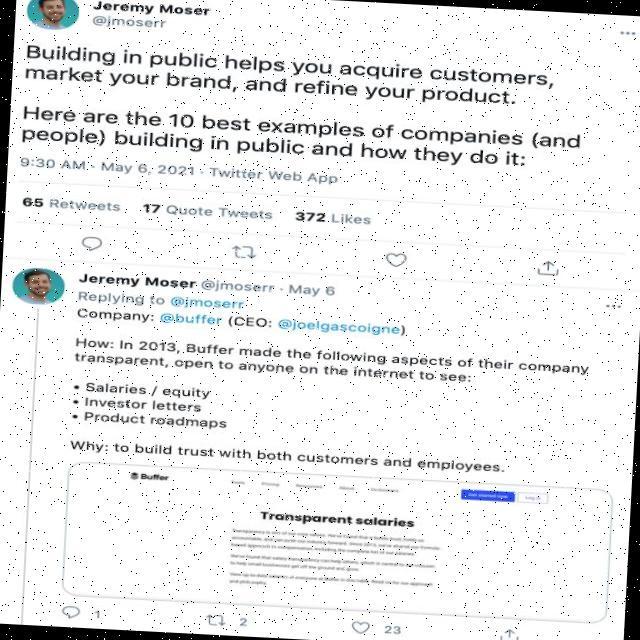 Jeremy Moser
@jmoserr
Building in public helps you acquire customers,
market your brand, and refine your product.
Here are the 10 best examples of companies (and
people) building in public and how they do it:
9:30 AM · May 6, 2021 · Twitter Web App
65 Retweets 17 Quote Tweets 372 Likes
Jeremy Moser @jmoserr · May 6
Replying to @jmoserr
Company: @buffer (CEO: @joelgascoigne)
How: In 2013, Buffer made the following aspects of their company
transparent, open to anyone on the internet to see:
• Salaries / equity
• Investor letters
• Product roadmaps
Why: to build trust with both customers and employees.
Buffer
Transparent salaries
1 2 23